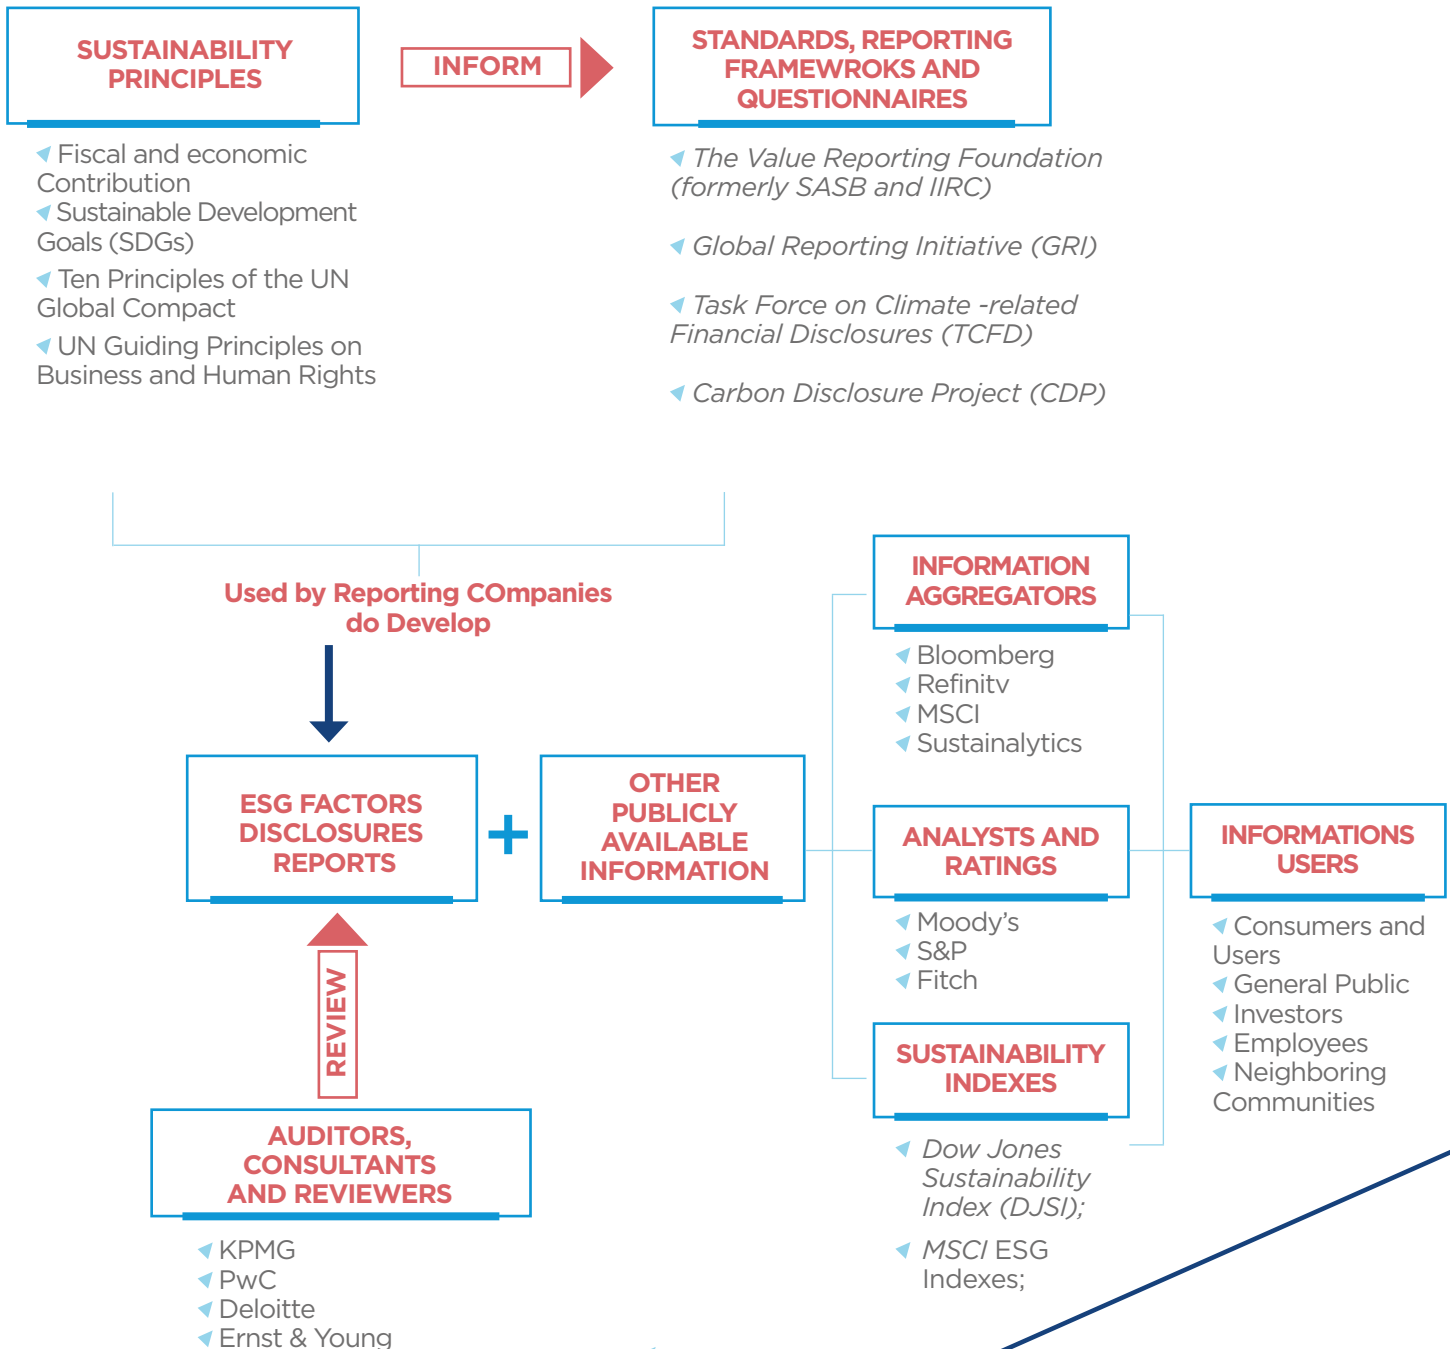 SUSTAINABILITY
PRINCIPLES
INFORM
STANDARDS, REPORTING
FRAMEWROKS AND
QUESTIONNAIRES
Fiscal and economic
Contribution
Sustainable Development
Goals (SDGs)
Ten Principles of the UN
Global Compact
UN Guiding Principles on
Business and Human Rights
The Value Reporting Foundation
(formerly SASB and IIRC)
Global Reporting Initiative (GRI)
Task Force on Climate -related
Financial Disclosures (TCFD)
Carbon Disclosure Project (CDP)
Used by Reporting COmpanies
do Develop
ESG FACTORS
DISCLOSURES
REPORTS
+
OTHER
PUBLICLY
AVAILABLE
INFORMATION
REVIEW
AUDITORS,
CONSULTANTS
AND REVIEWERS
KPMG
PwC
Deloitte
Ernst & Young
INFORMATION
AGGREGATORS
Bloomberg
Refinitv
MSCI
Sustainalytics
ANALYSTS AND
RATINGS
Moody’s
S&P
Fitch
SUSTAINABILITY
INDEXES
Dow Jones
Sustainability
Index (DJSI);
MSCI ESG
Indexes;
INFORMATIONS
USERS
Consumers and
Users
General Public
Investors
Employees
Neighboring
Communities